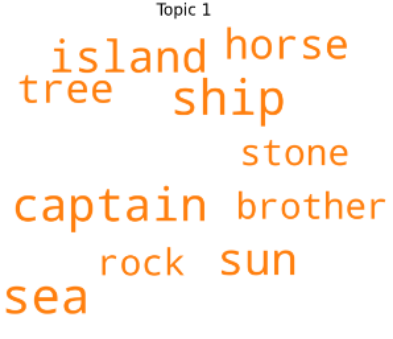 Topic 1
island horse
tree ship
stone
captain brother
rock sun
sea